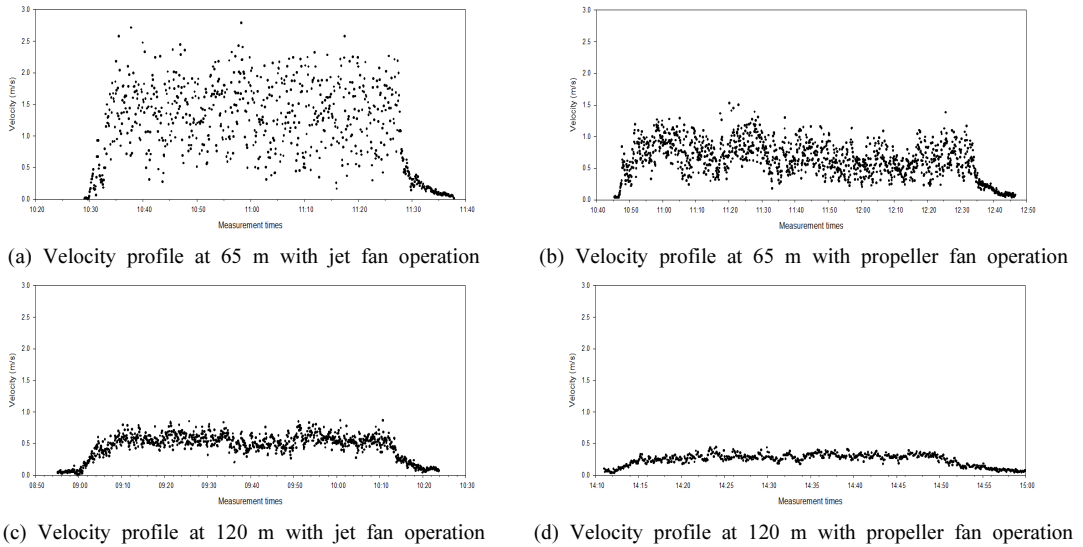 3.0
2.5
2.0
1.5
1.0
0.5
0.0
Velocity (m/s)
10:20 10:30 10:40 10:50 11:00 11:10 11:20 11:30 11:40
Measurement times
(a) Velocity profile at 65 m with jet fan operation
3.0
2.5
2.0
1.5
1.0
0.5
0.0
Velocity (m/s)
10:40 10:50 11:00 11:10 11:20 11:30 11:40 11:50 12:00 12:10 12:20 12:30 12:40 12:50
Measurement times
(b) Velocity profile at 65 m with propeller fan operation
3.0
2.5
2.0
1.5
1.0
0.5
0.0
Velocity (m/s)
08:50 09:00 09:10 09:20 09:30 09:40 09:50 10:00 10:10 10:20 10:30
Measurement times
(c) Velocity profile at 120 m with jet fan operation
3.0
2.5
2.0
1.5
1.0
0.5
0.0
Velocity (m/s)
14:10 14:15 14:20 14:25 14:30 14:35 14:40 14:45 14:50 14:55 15:00
Measurement times
(d) Velocity profile at 120 m with propeller fan operation